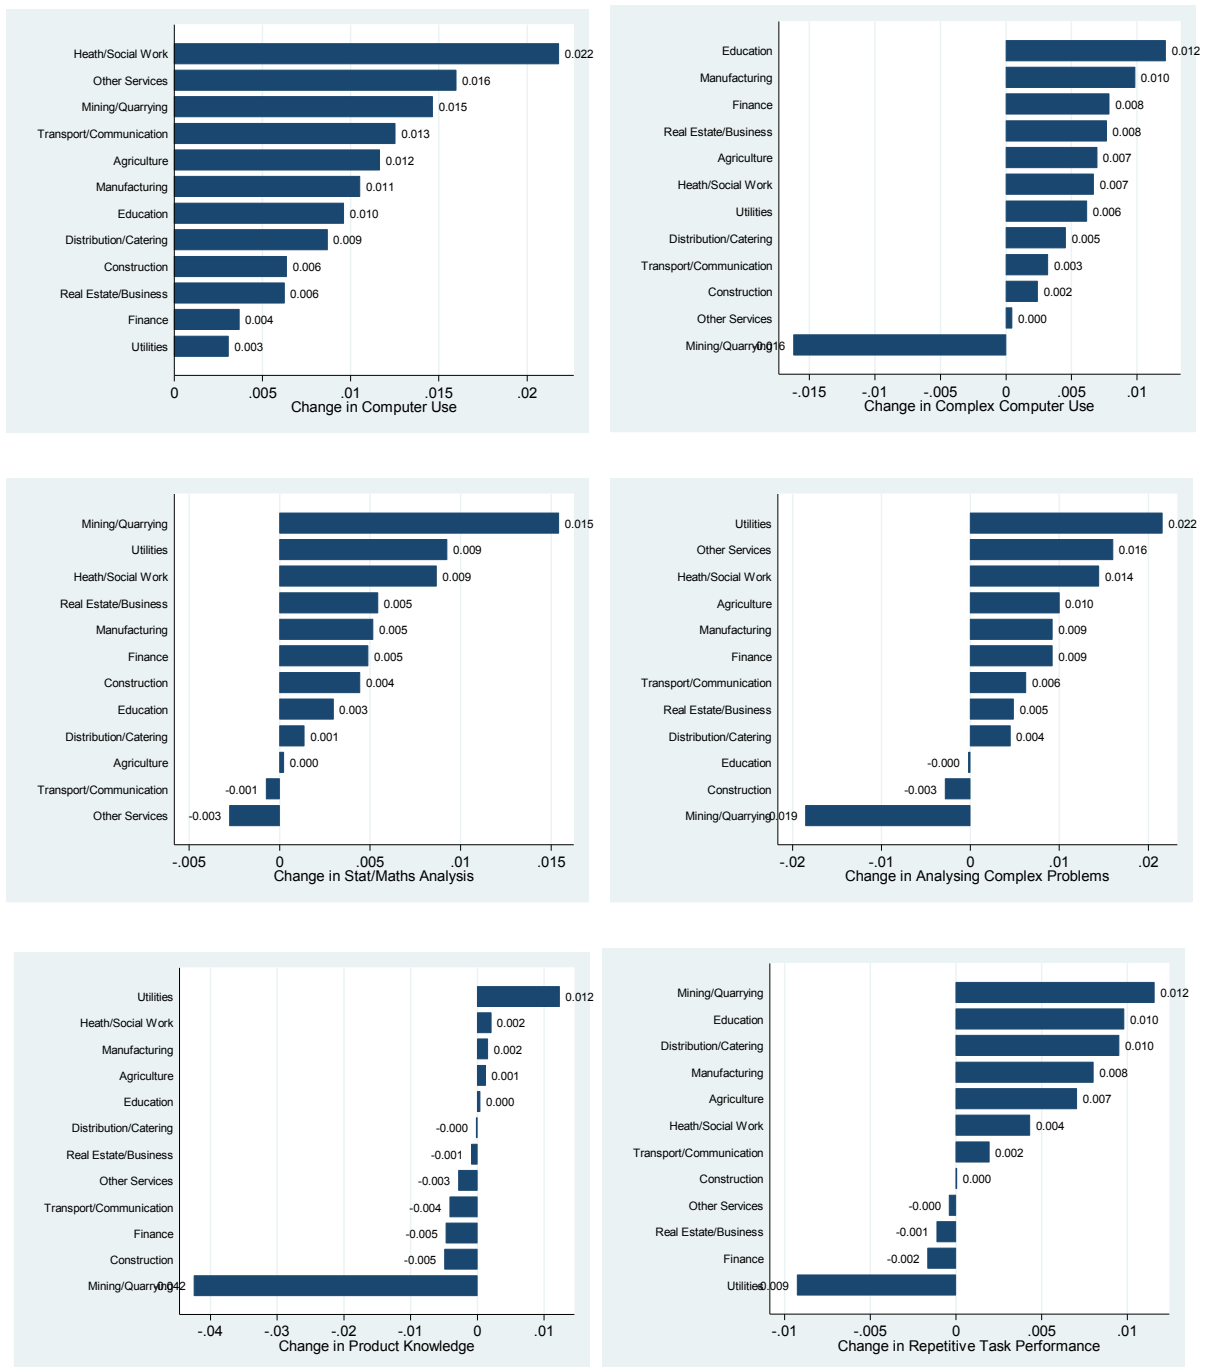 Heath/Social Work 0.022
Other Services 0.016
Mining/Quarrying 0.015
Transport/Communication 0.013
Agriculture 0.012
Manufacturing 0.011
Education 0.010
Distribution/Catering 0.009
Construction 0.006
Real Estate/Business 0.006
Finance 0.004
Utilities 0.003
0 .005 .01 .015 .02
Change in Computer Use
Education 0.012
Manufacturing 0.010
Finance 0.008
Real Estate/Business 0.008
Agriculture 0.007
Heath/Social Work 0.007
Utilities 0.006
Distribution/Catering 0.005
Transport/Communication 0.003
Construction 0.002
Other Services 0.000
Mining/Quarrying -0.016
-.015 -.01 -.005 0 .005 .01
Change in Complex Computer Use
Mining/Quarrying 0.015
Utilities 0.009
Heath/Social Work 0.009
Real Estate/Business 0.005
Manufacturing 0.005
Finance 0.005
Construction 0.004
Education 0.003
Distribution/Catering 0.001
Agriculture 0.000
Transport/Communication -0.001
Other Services -0.003
-.005 0 .005 .01 .015
Change in Stat/Maths Analysis
Utilities 0.022
Other Services 0.016
Heath/Social Work 0.014
Agriculture 0.010
Manufacturing 0.009
Finance 0.009
Transport/Communication 0.006
Real Estate/Business 0.005
Distribution/Catering 0.004
Education -0.000
Construction -0.003
Mining/Quarrying -0.019
-.02 -.01 0 .01 .02
Change in Analysing Complex Problems
Utilities 0.012
Heath/Social Work 0.002
Manufacturing 0.002
Agriculture 0.001
Education 0.000
Distribution/Catering -0.000
Real Estate/Business -0.001
Other Services -0.003
Transport/Communication -0.004
Finance -0.005
Construction -0.005
Mining/Quarrying -0.042
-.04 -.03 -.02 -.01 0 .01
Change in Product Knowledge
Mining/Quarrying 0.012
Education 0.010
Distribution/Catering 0.010
Manufacturing 0.008
Agriculture 0.007
Heath/Social Work 0.004
Transport/Communication 0.002
Construction 0.000
Other Services -0.000
Real Estate/Business -0.001
Finance -0.002
Utilities -0.009
-.01 -.005 0 .005 .01
Change in Repetitive Task Performance